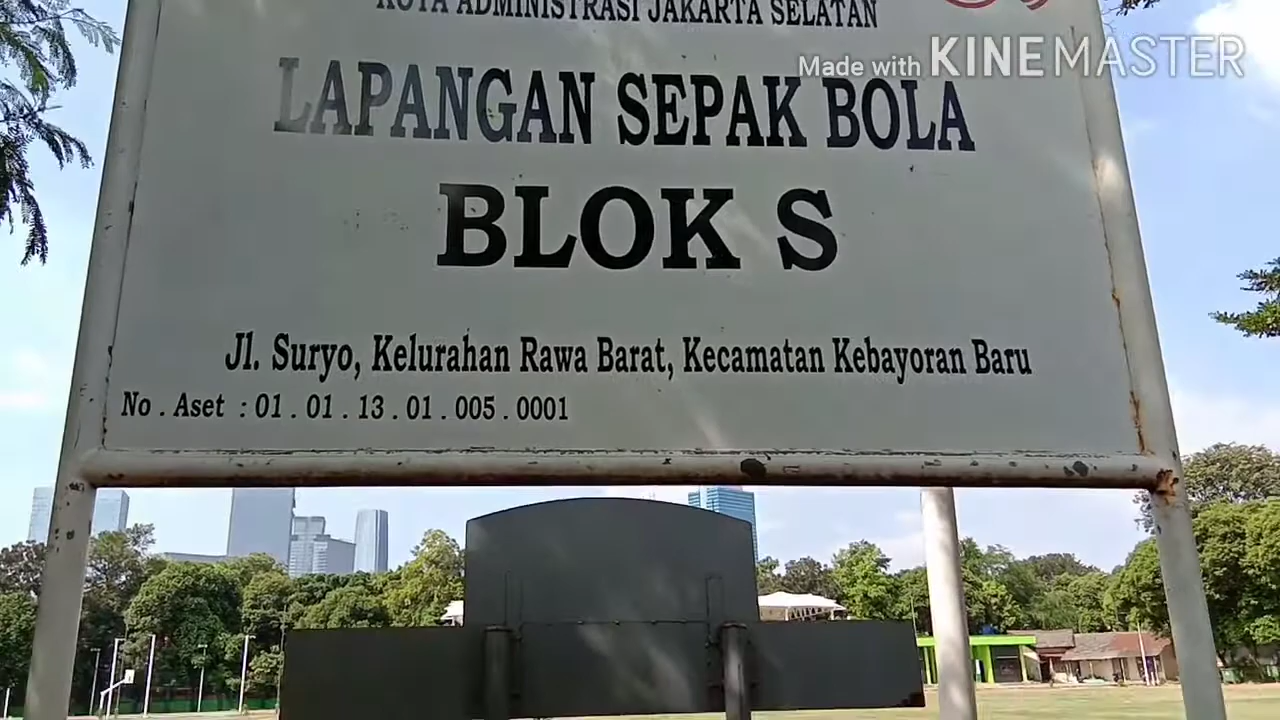 KOTA ADMINISTRASI JAKARTA SELATAN
Made with KINEMASTER
LAPANGAN SEPAK BOLA
BLOK S
Jl. Suryo, Kelurahan Rawa Barat, Kecamatan Kebayoran Baru
No . Aset : 01 . 01 . 13 . 01 . 005 . 0001